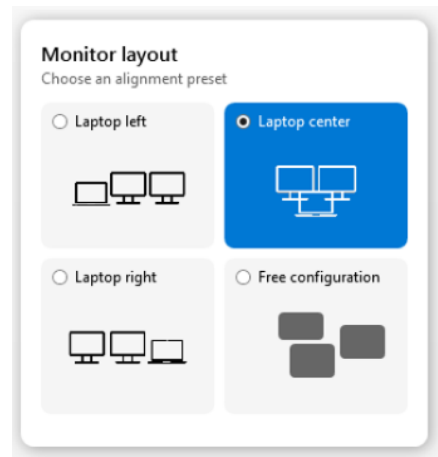 Monitor layout
Choose an alignment preset
Laptop left
Laptop center
Laptop right
Free configuration